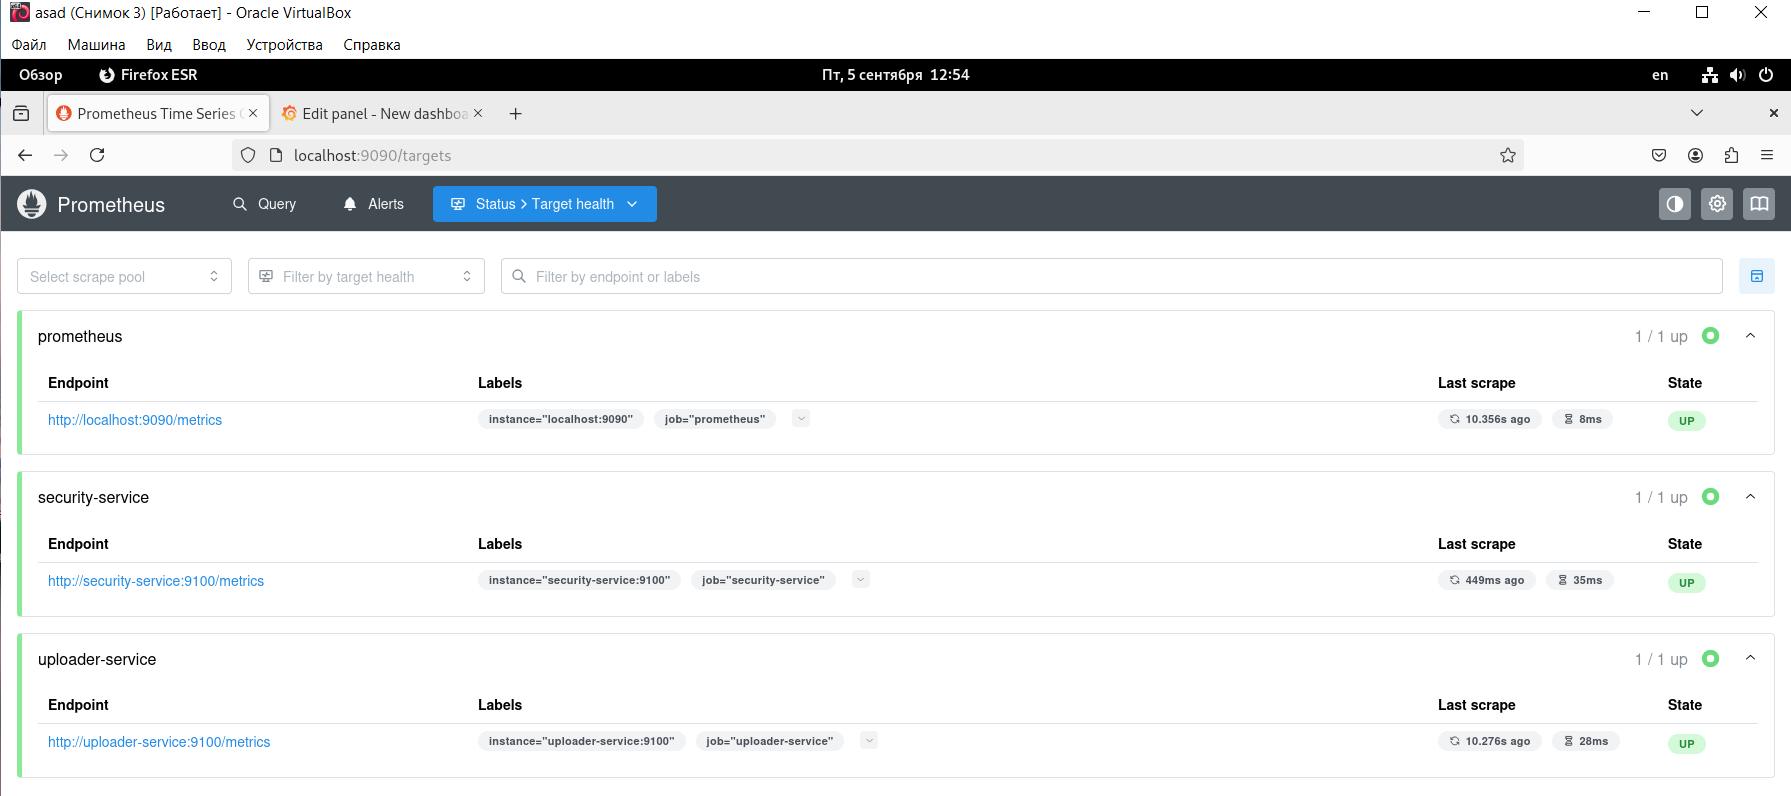 asad (Снимок 3) [Работает] - Oracle VirtualBox
Файл Машина Вид Ввод Устройства Справка
Обзор Firefox ESR Пт, 5 сентября 12:54 en
Prometheus Time Series Edit panel - New dashboa
localhost:9090/targets
Prometheus Query Alerts Status > Target health
Select scrape pool Filter by target health Filter by endpoint or labels
prometheus 1 / 1 up
Endpoint Labels Last scrape State
http://localhost:9090/metrics instance="localhost:9090" job="prometheus" 10.356s ago 8ms UP
security-service 1 / 1 up
Endpoint Labels Last scrape State
http://security-service:9100/metrics instance="security-service:9100" job="security-service" 449ms ago 35ms UP
uploader-service 1 / 1 up
Endpoint Labels Last scrape State
http://uploader-service:9100/metrics instance="uploader-service:9100" job="uploader-service" 10.276s ago 28ms UP